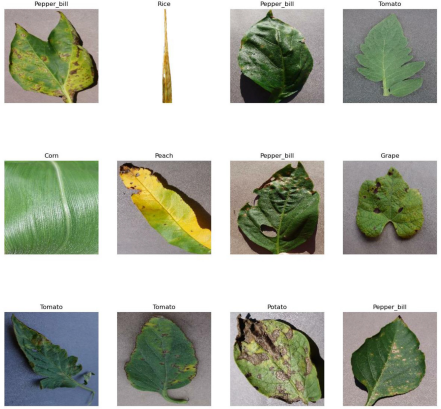 Pepper_bill
Rice
Pepper_bill
Tomato
Corn
Peach
Pepper_bill
Grape
Tomato
Tomato
Potato
Pepper_bill